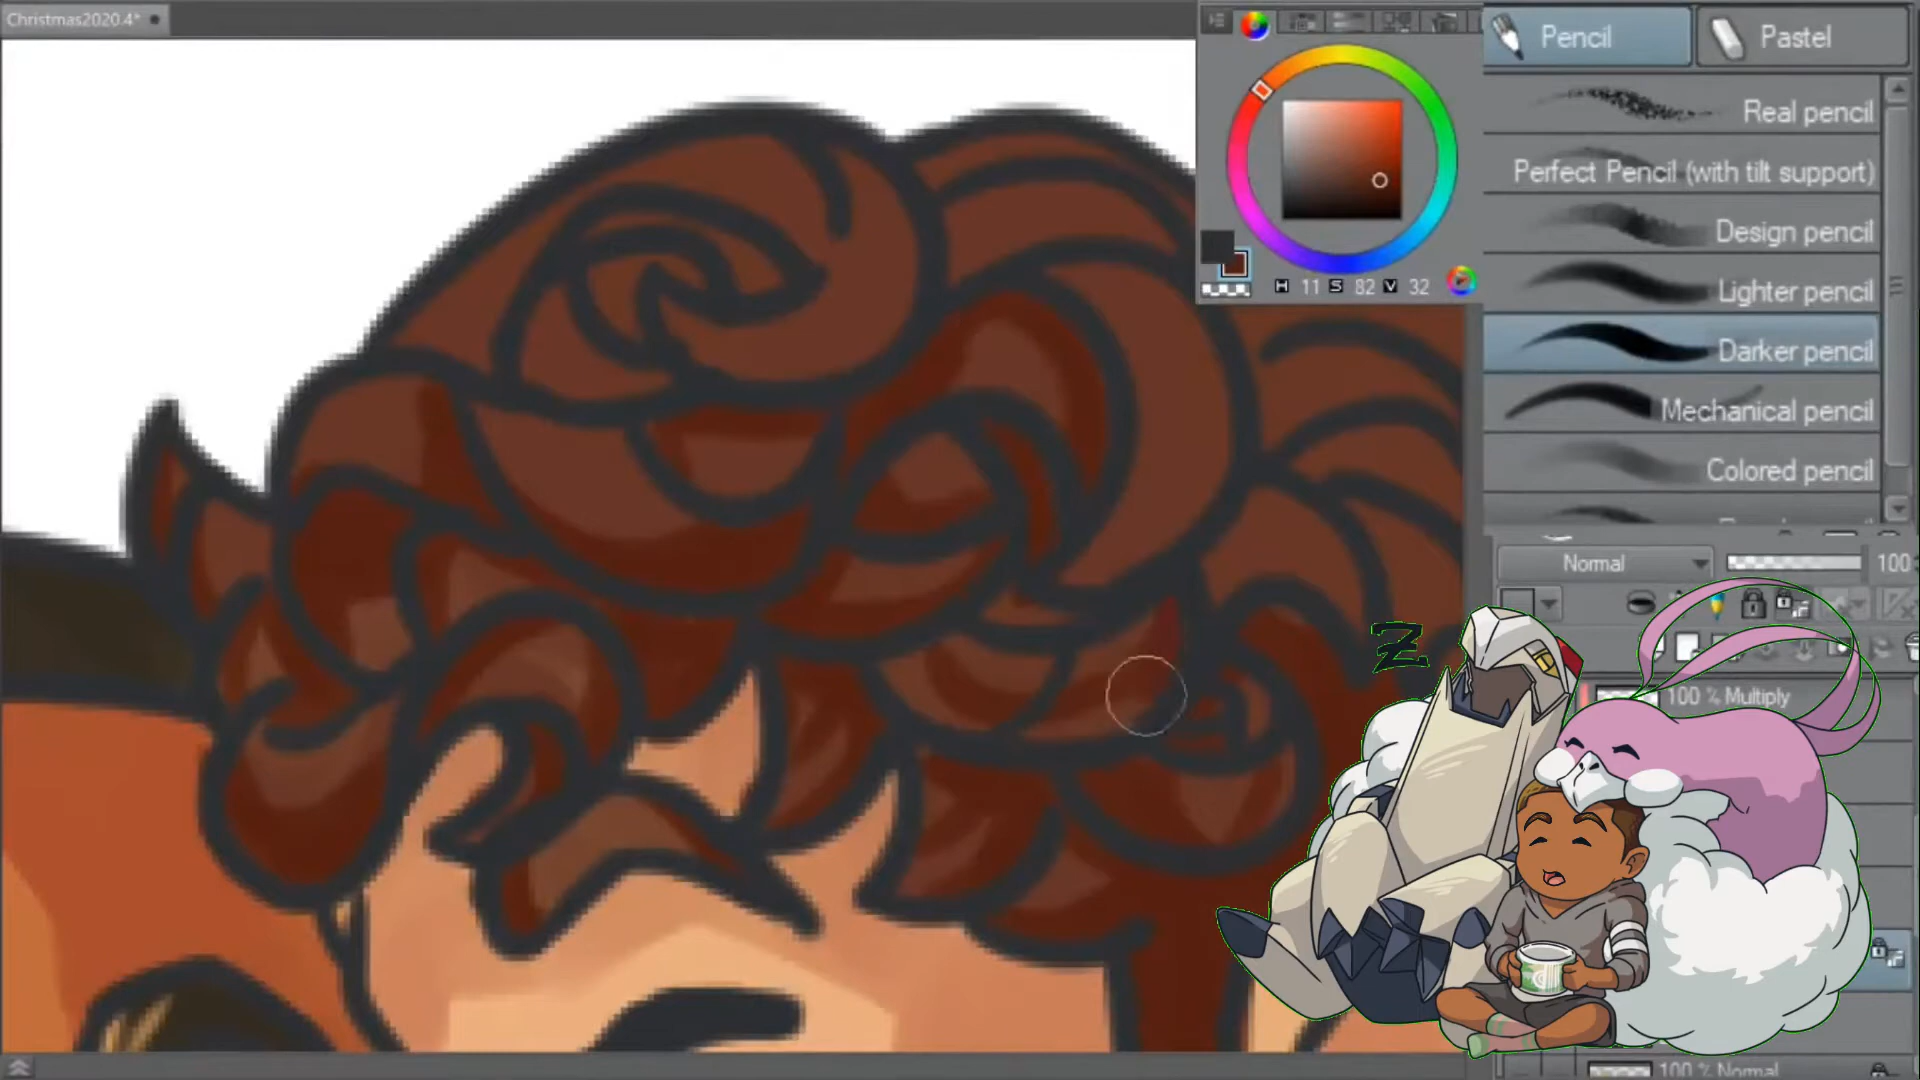 Christmas2020.4*
Pencil
Pastel
Real pencil
Perfect Pencil (with tilt support)
Design pencil
Lighter pencil
Darker pencil
Mechanical pencil
Colored pencil
H 11 S 82 V 32
Normal
100
100 % Multiply
Z
100 % Normal